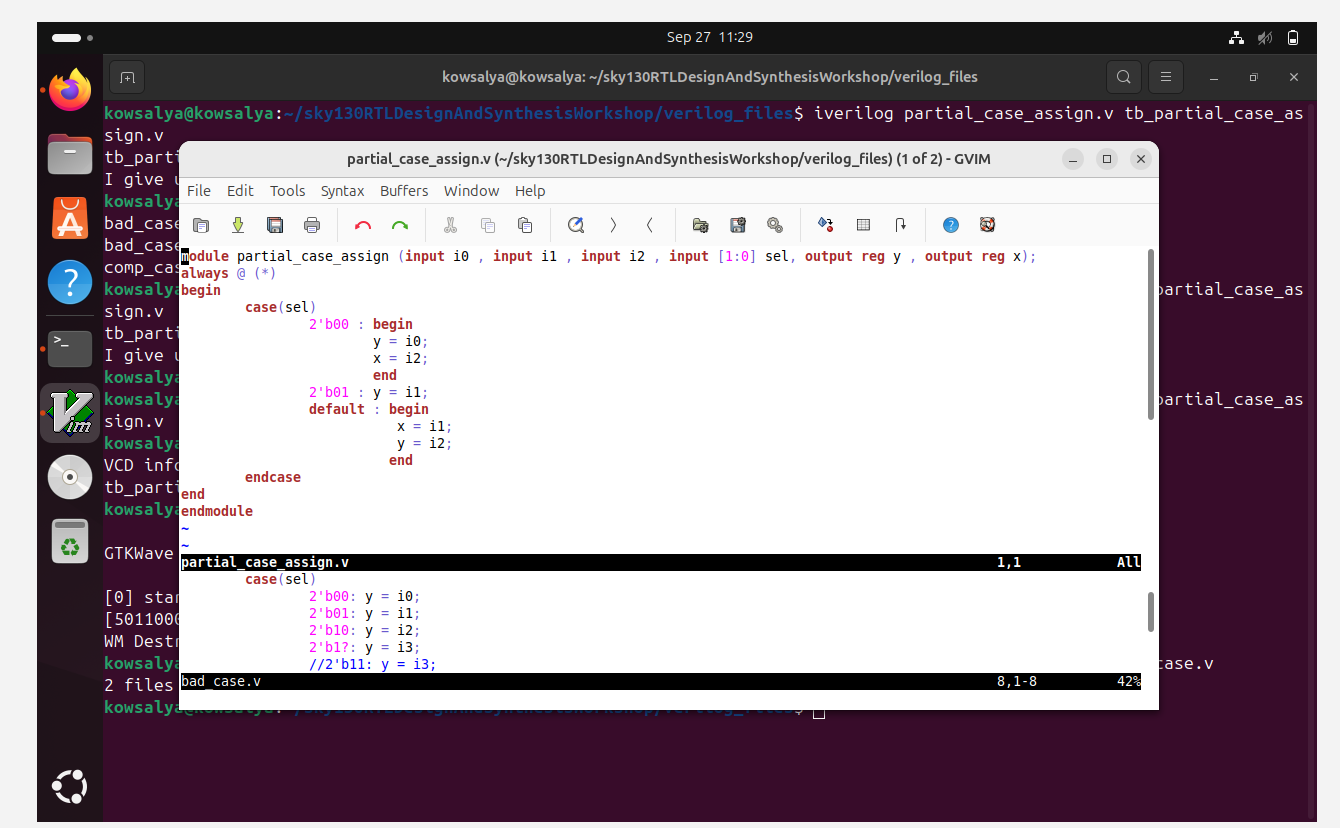 Sep 27 11:29
kowsalya@kowsalya: ~/sky130RTLDesignAndSynthesisWorkshop/verilog_files
kowsalya@kowsalya:~/sky130RTLDesignAndSynthesisWorkshop/verilog_files$ iverilog partial_case_assign.v tb_partial_case_as
sign.v
tb_parti
I give u
kowsalya
bad_case
bad_case
comp_cas
kowsalya partial_case_as
sign.v
tb_parti
I give u
kowsalya
kowsalya partial_case_as
sign.v
kowsalya
VCD info
tb_parti
kowsalya
GTKWave
[0] star
[5011000
WM Destr
kowsalya case.v
2 files
kowsalya@kowsalya:~/sky130RTLDesignAndSynthesisWorkshop/verilog_files$
partial_case_assign.v (~/sky130RTLDesignAndSynthesisWorkshop/verilog_files) (1 of 2) - GVIM
File Edit Tools Syntax Buffers Window Help
module partial_case_assign (input i0 , input i1 , input i2 , input [1:0] sel, output reg y , output reg x);
always @ (*)
begin
case(sel)
2'b00 : begin
y = i0;
x = i2;
end
2'b01 : y = i1;
default : begin
x = i1;
y = i2;
end
endcase
end
endmodule
~
~
partial_case_assign.v 1,1 All
case(sel)
2'b00: y = i0;
2'b01: y = i1;
2'b10: y = i2;
2'b1?: y = i3;
//2'b11: y = i3;
bad_case.v 8,1-8 42%